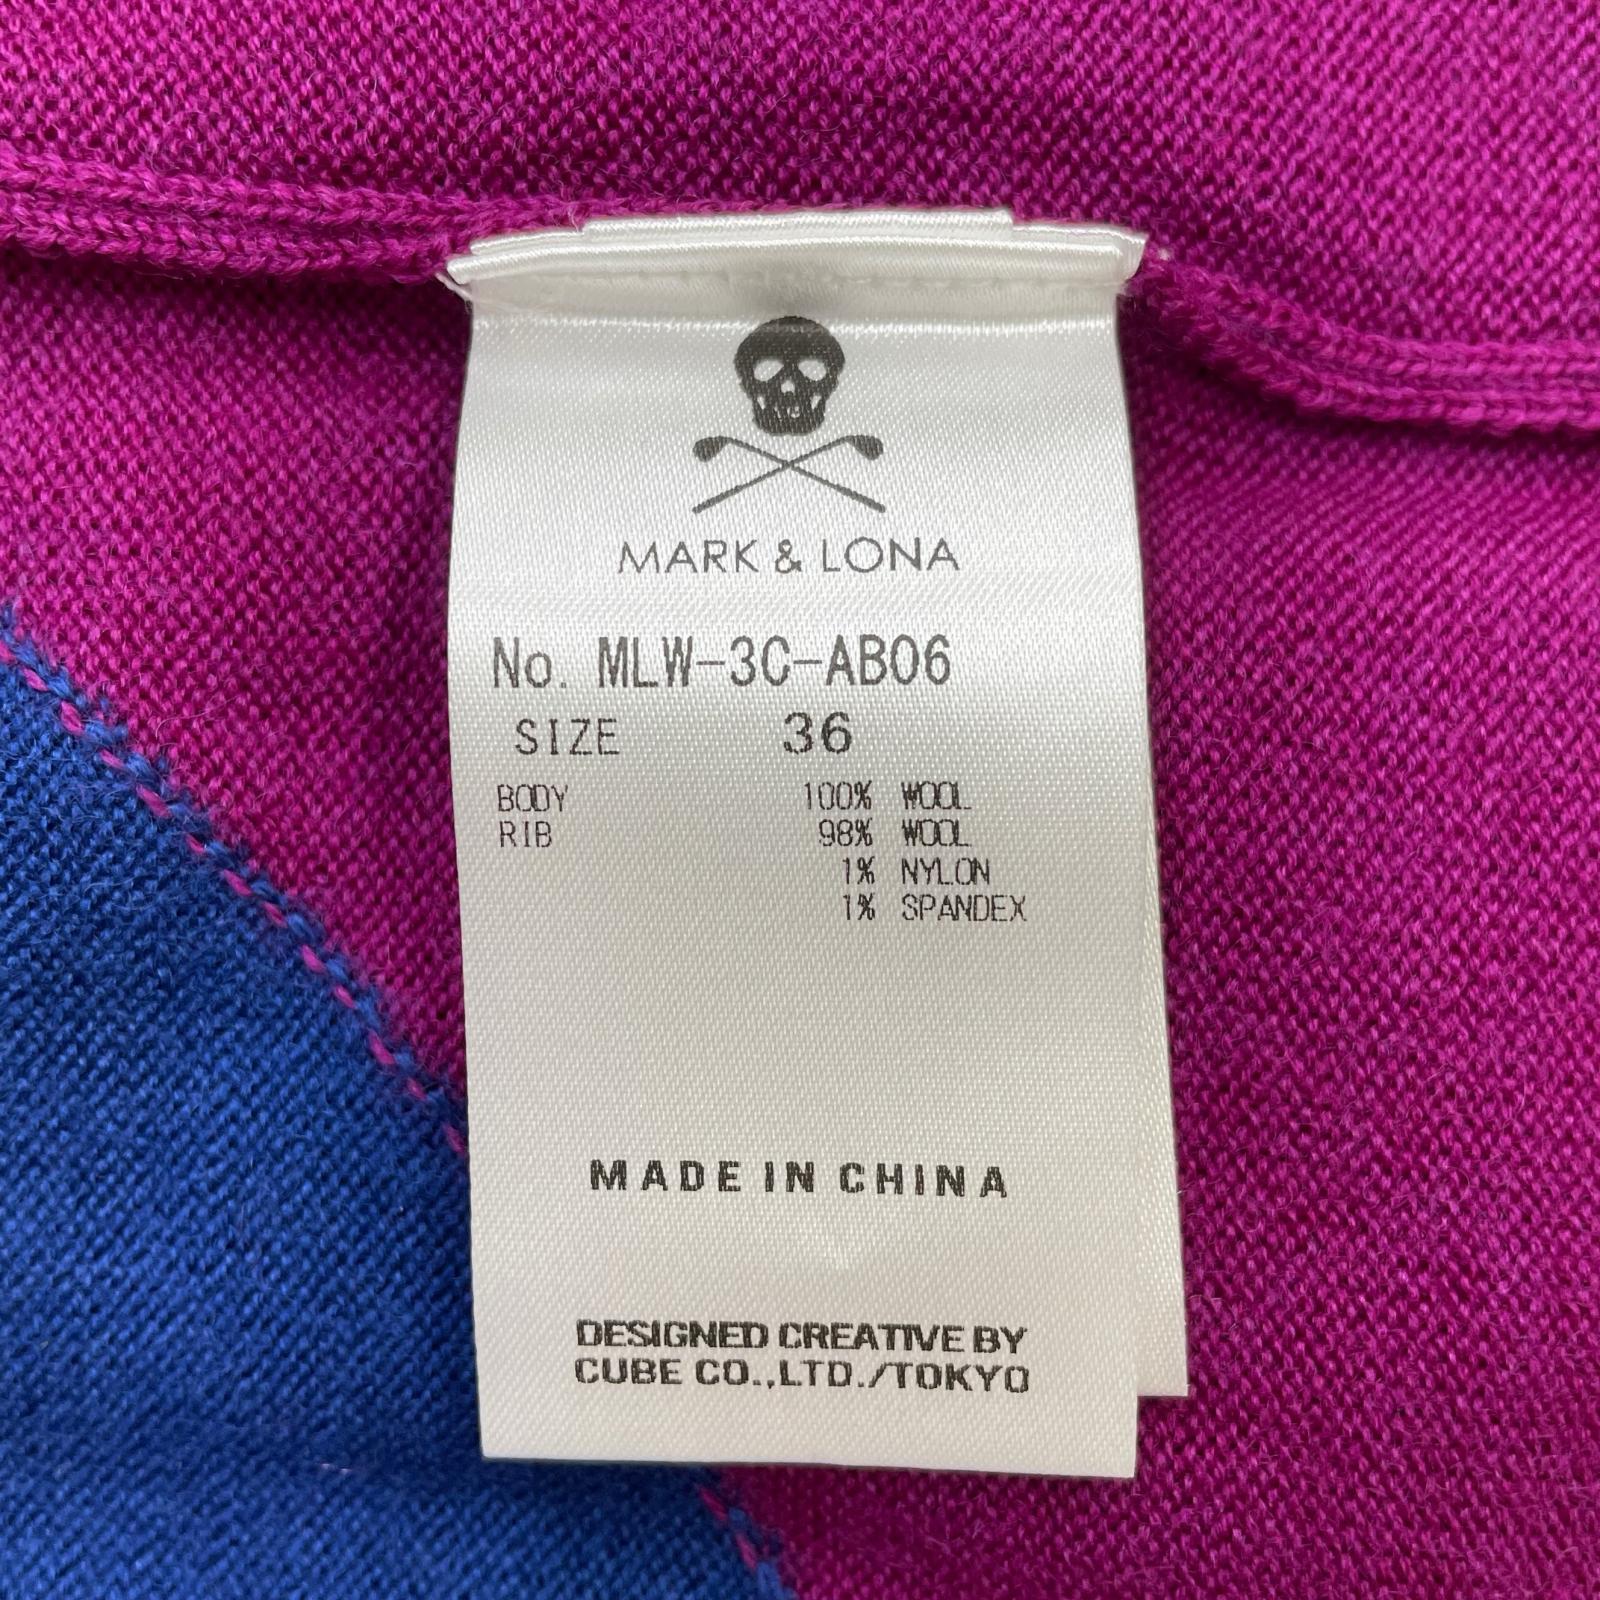 MARK & LONA
No. MLW-3C-AB06
SIZE 36
BODY 100% WOOL
RIB 98% WOOL
1% NYLON
1% SPANDEX
MADE IN CHINA
DESIGNED CREATIVE BY
CUBE CO.,LTD./TOKYO